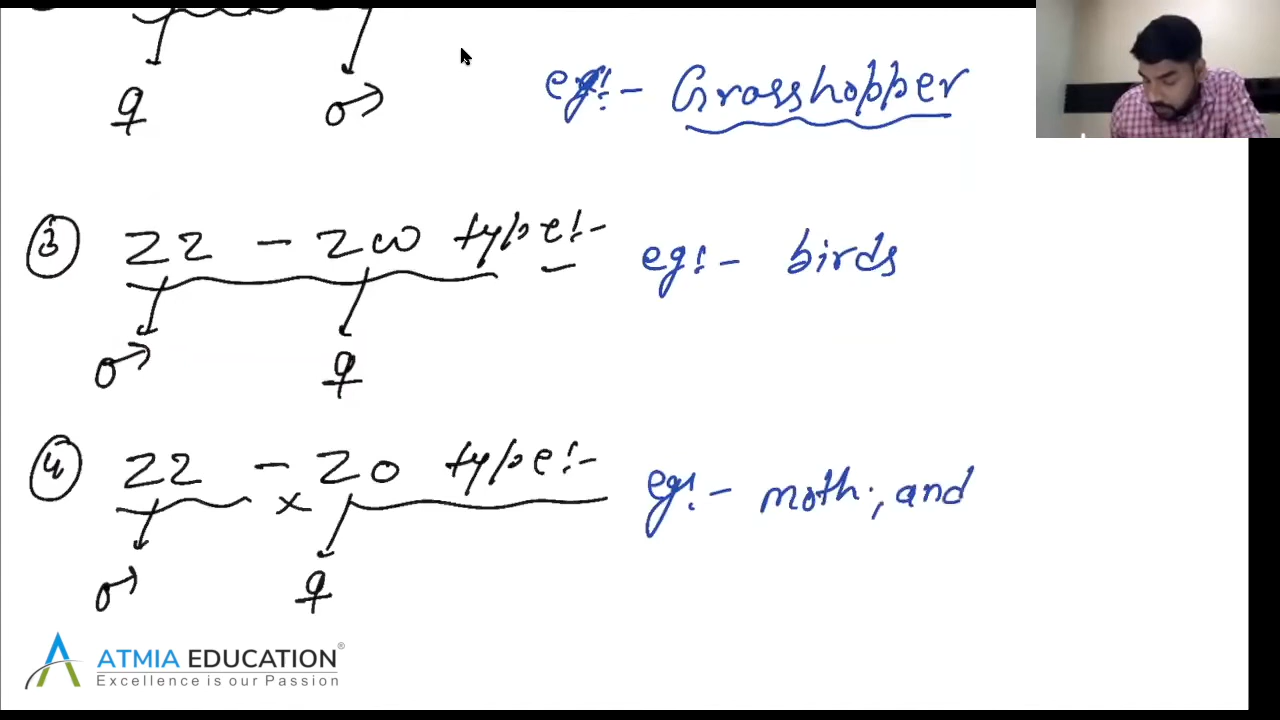 ♀ ♂ eg:- Grasshopper
③ ZZ - Zw type:- eg:- birds
♂ ♀
④ ZZ - ZO type:- eg:- moth, and
x
♂ ♀
ATMIA EDUCATION®
Excellence is our Passion